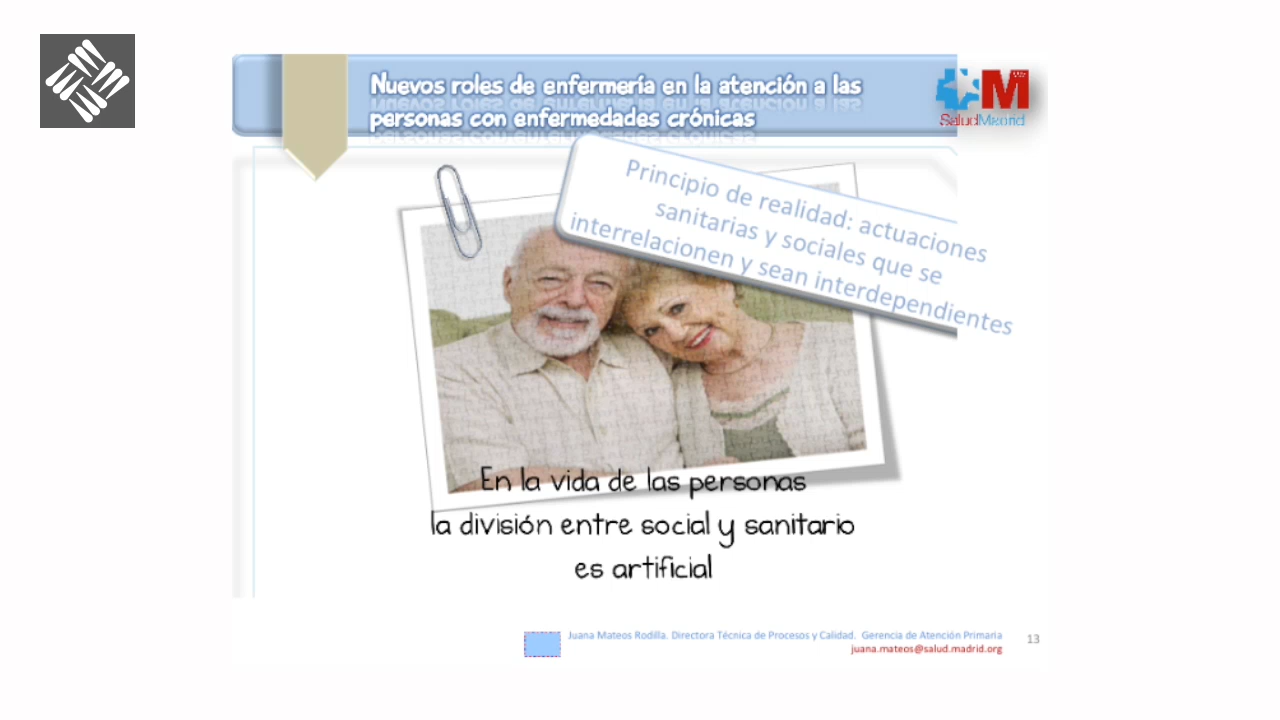 Nuevos roles de enfermería en la atención a las
personas con enfermedades crónicas
M
SaludMadrid
Principio de realidad: actuaciones
sanitarias y sociales que se
interrelacionen y sean interdependientes
En la vida de las personas
la división entre social y sanitario
es artificial
Juana Mateos Rodilla. Directora Técnica de Procesos y Calidad. Gerencia de Atención Primaria
juana.mateos@salud.madrid.org
13